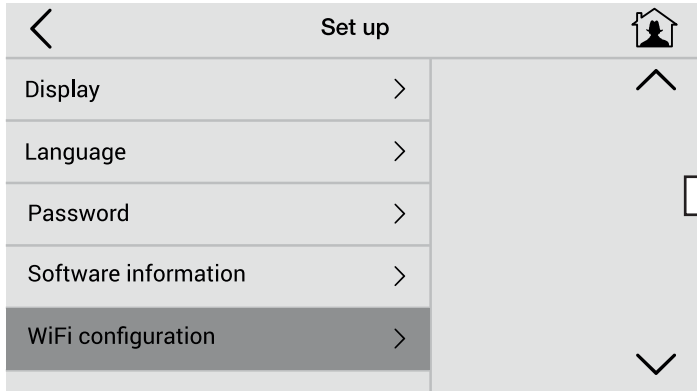 Set up
Display
Language
Password
Software information
WiFi configuration